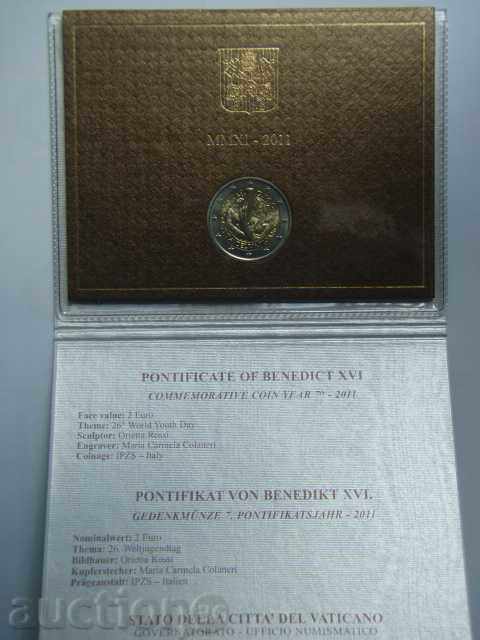 MMXI - 2011
PONTIFICATE OF BENEDICT XVI
COMMEMORATIVE COIN YEAR 7° - 2011
Face value: 2 Euro
Theme: 26° World Youth Day
Sculptor: Orietta Rossi
Engraver: Maria Carmela Colaneri
Coinage: IPZS – Italy
PONTIFIKAT VON BENEDIKT XVI.
GEDENKMÜNZE 7. PONTIFIKATSJAHR - 2011
Nominalwert: 2 Euro
Thema: 26. Weltjugendtag
Bildhauer: Orietta Rossi
Kupferstecher: Maria Carmela Colaneri
Prägeanstalt: IPZS – Italien
STATO DELLA CITTA' DEL VATICANO
GOVERNATORATO - UFFICIO NUMISMATICO